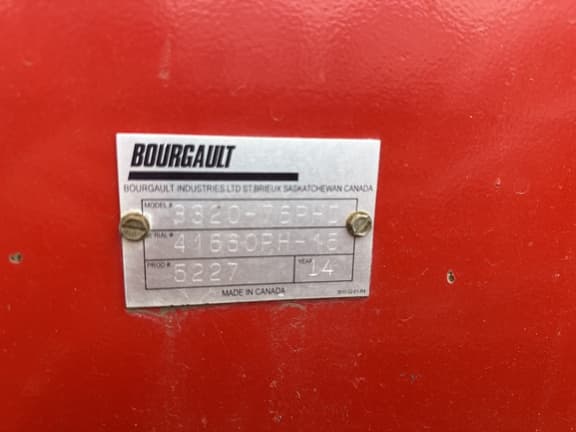 BOURGAULT
BOURGAULT INDUSTRIES LTD ST.BRIEUX SASKATCHEWAN CANADA
MODEL # 3320-76PHD
SERIAL # 41660PH-16
PROD # 5227 YEAR 14
MADE IN CANADA